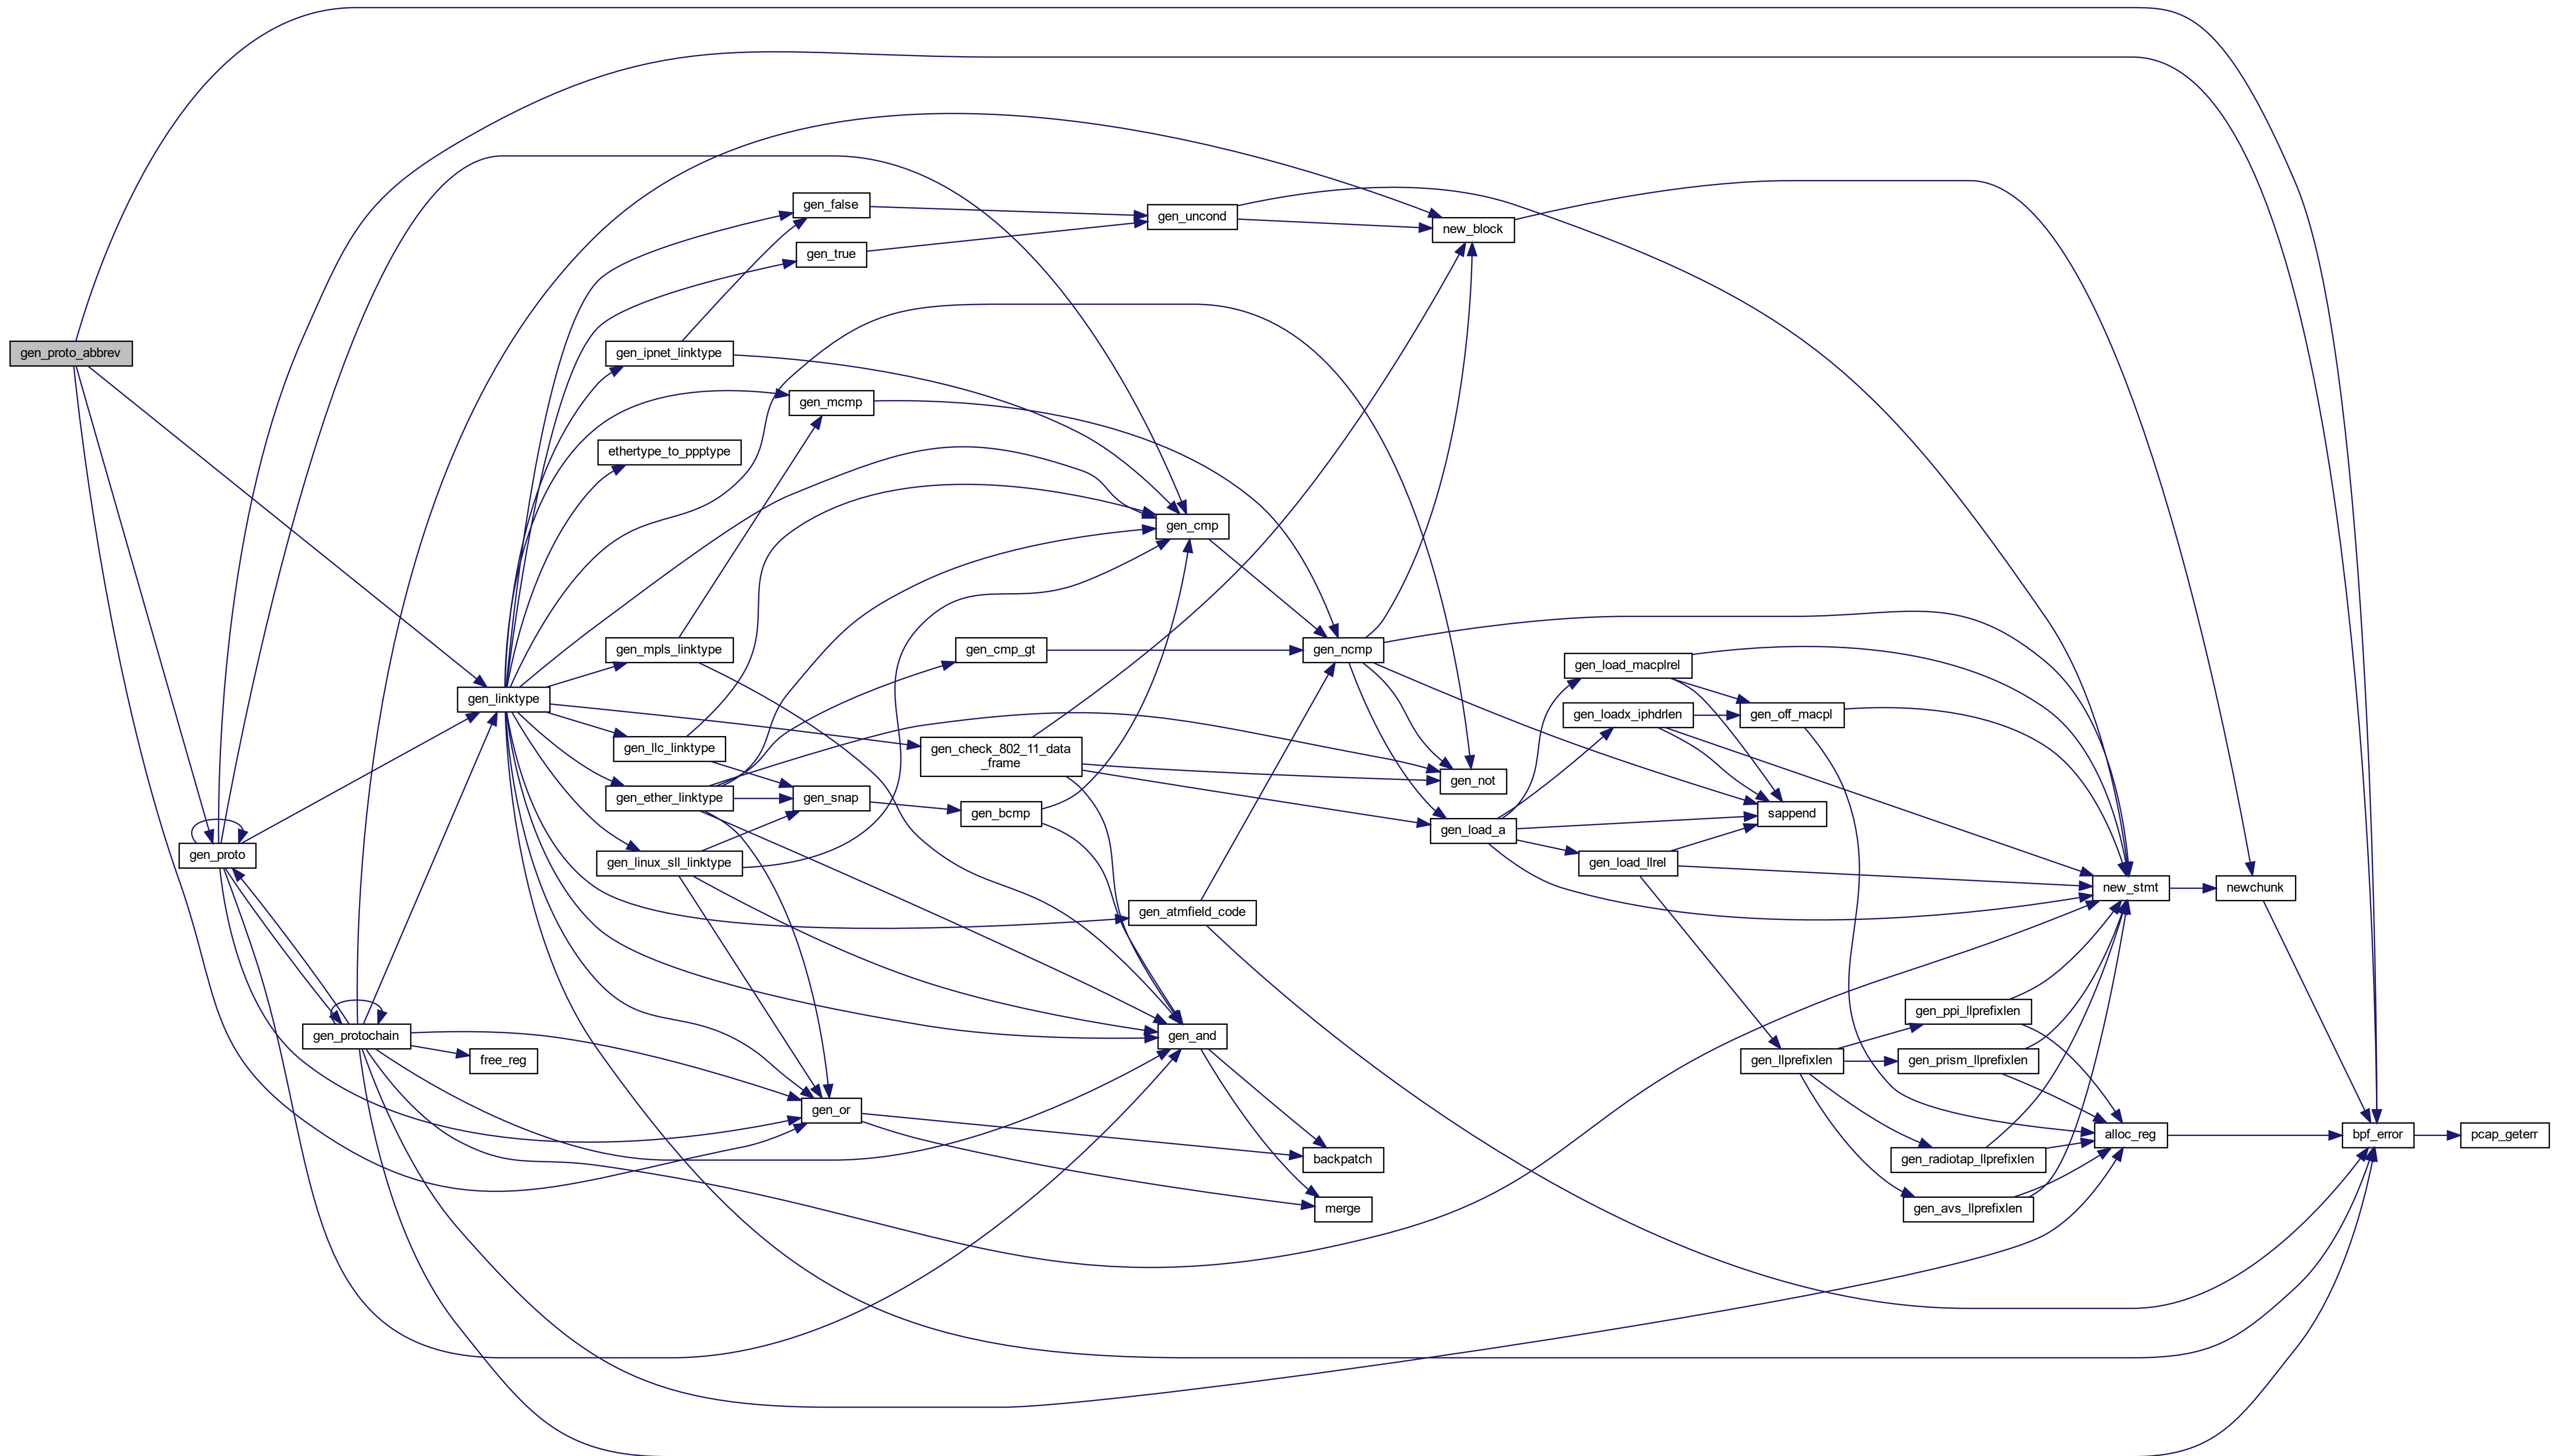 gen_proto_abbrev
gen_proto
gen_protochain
gen_linktype
free_reg
gen_ipnet_linktype
ethertype_to_ppptype
gen_mpls_linktype
gen_llc_linktype
gen_ether_linktype
gen_linux_sll_linktype
gen_false
gen_true
gen_mcmp
gen_snap
gen_or
gen_cmp_gt
gen_check_802_11_data
_frame
gen_bcmp
gen_uncond
gen_cmp
gen_atmfield_code
gen_and
gen_ncmp
backpatch
merge
new_block
gen_not
gen_load_a
gen_load_macplrel
gen_loadx_iphdrlen
gen_load_llrel
gen_off_macpl
sappend
gen_llprefixlen
gen_ppi_llprefixlen
gen_prism_llprefixlen
gen_radiotap_llprefixlen
gen_avs_llprefixlen
new_stmt
alloc_reg
newchunk
bpf_error
pcap_geterr